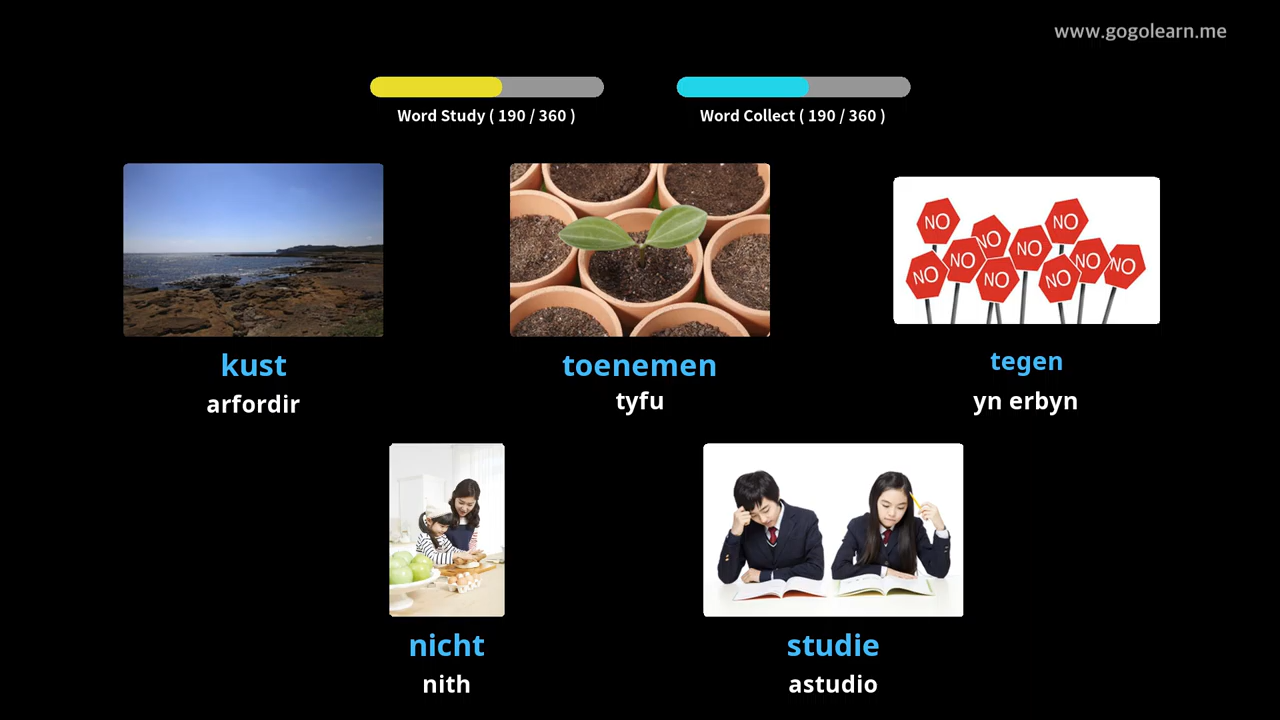 www.gogolearn.me
Word Study ( 190 / 360 )
Word Collect ( 190 / 360 )
NO
NO
NO
NO
NO
NO
NO
NO
NO
NO
kust
toenemen
tegen
arfordir
tyfu
yn erbyn
nicht
studie
nith
astudio